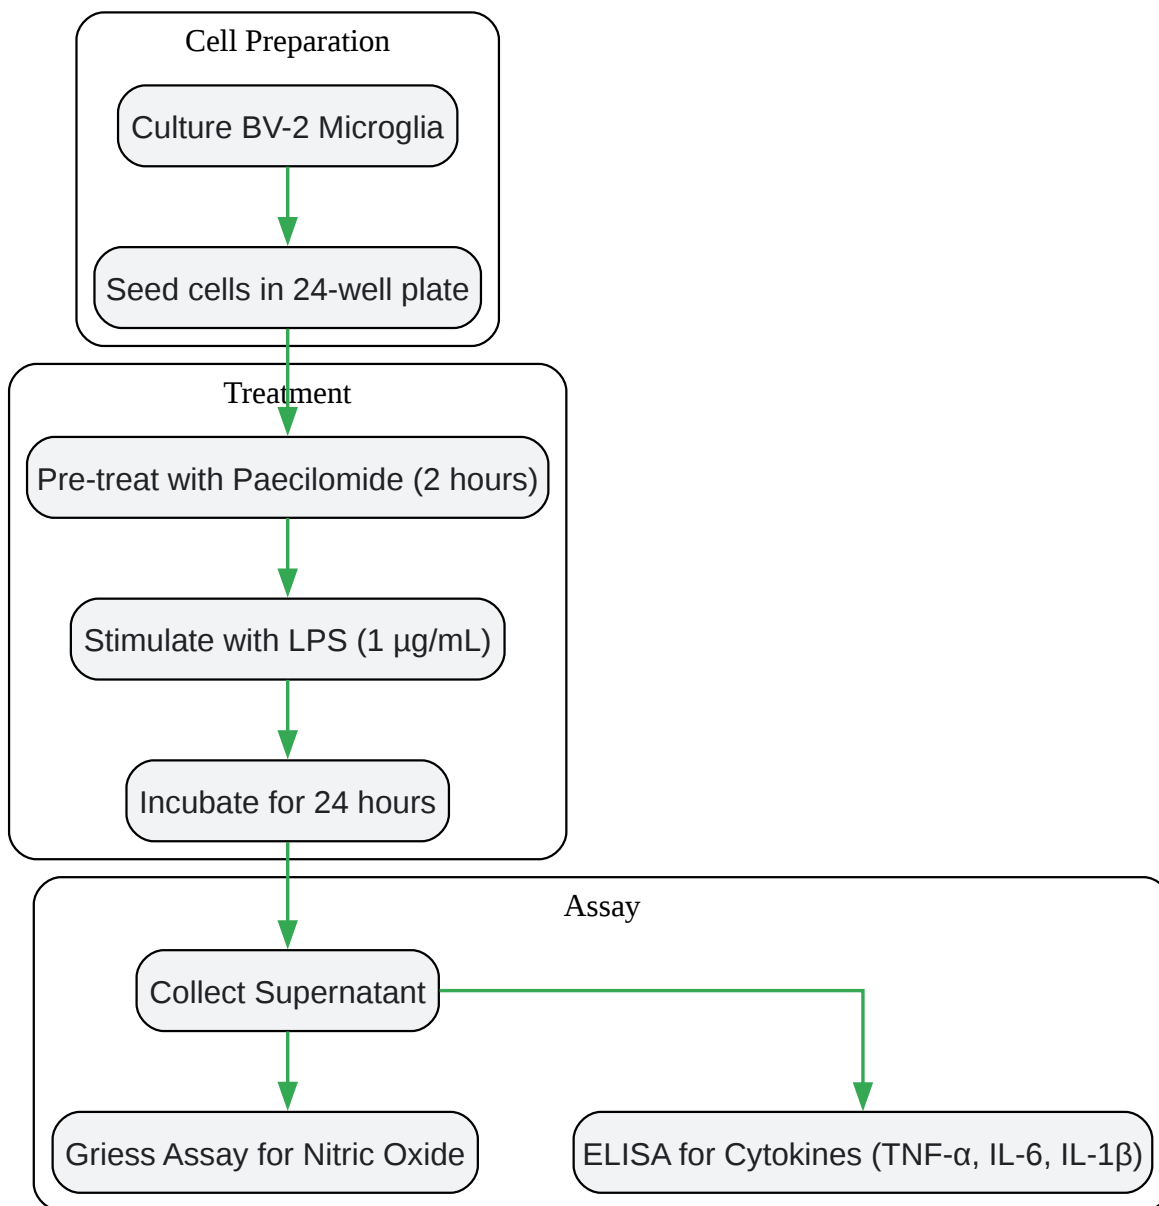 Cell Preparation
Culture BV-2 Microglia
Seed cells in 24-well plate
Treatment
Pre-treat with Paecilomide (2 hours)
Stimulate with LPS (1 µg/mL)
Incubate for 24 hours
Assay
Collect Supernatant
Griess Assay for Nitric Oxide
ELISA for Cytokines (TNF-α, IL-6, IL-1β)